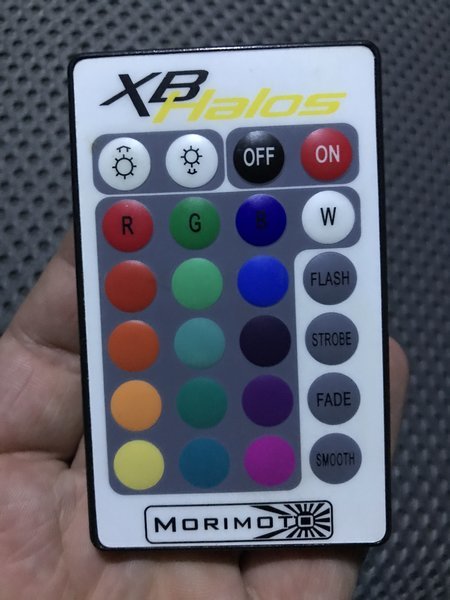 XB Halos
OFF ON
R G B W
FLASH
STROBE
FADE
SMOOTH
MORIMOTO